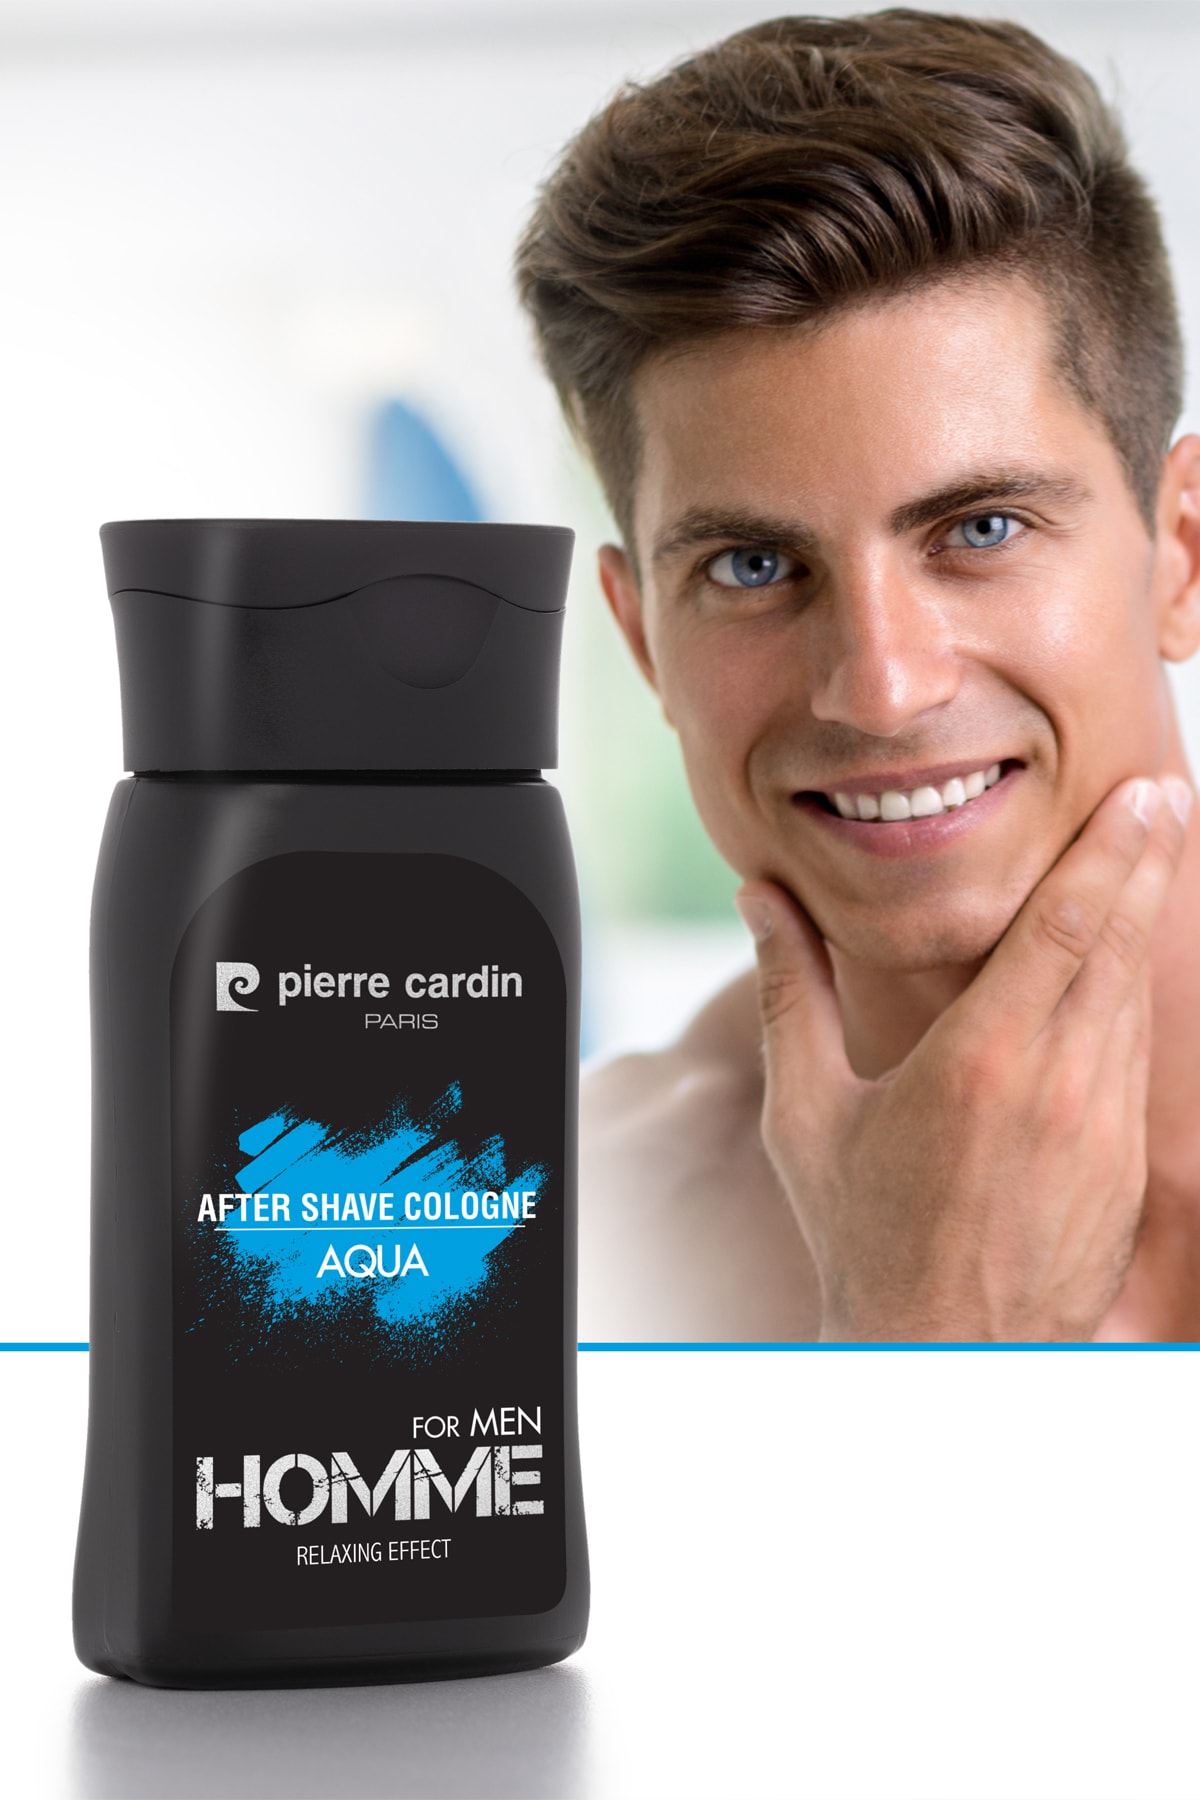 pierre cardin
PARIS
AFTER SHAVE COLOGNE
AQUA
FOR MEN
HOMME
RELAXING EFFECT